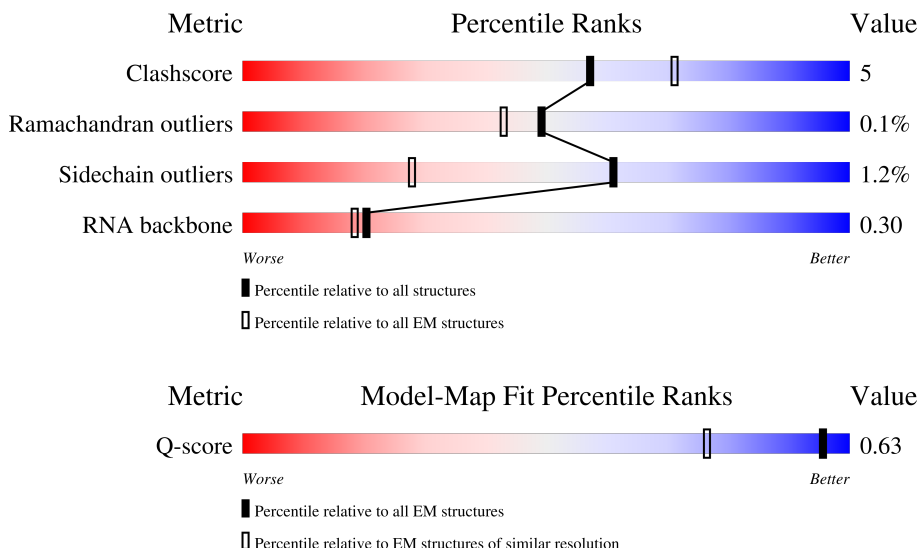 Metric Percentile Ranks Value
Clashscore 5
Ramachandran outliers 0.1%
Sidechain outliers 1.2%
RNA backbone 0.30
Worse Better
Percentile relative to all structures
Percentile relative to all EM structures
Metric Model-Map Fit Percentile Ranks Value
Q-score 0.63
Worse Better
Percentile relative to all EM structures
Percentile relative to EM structures of similar resolution